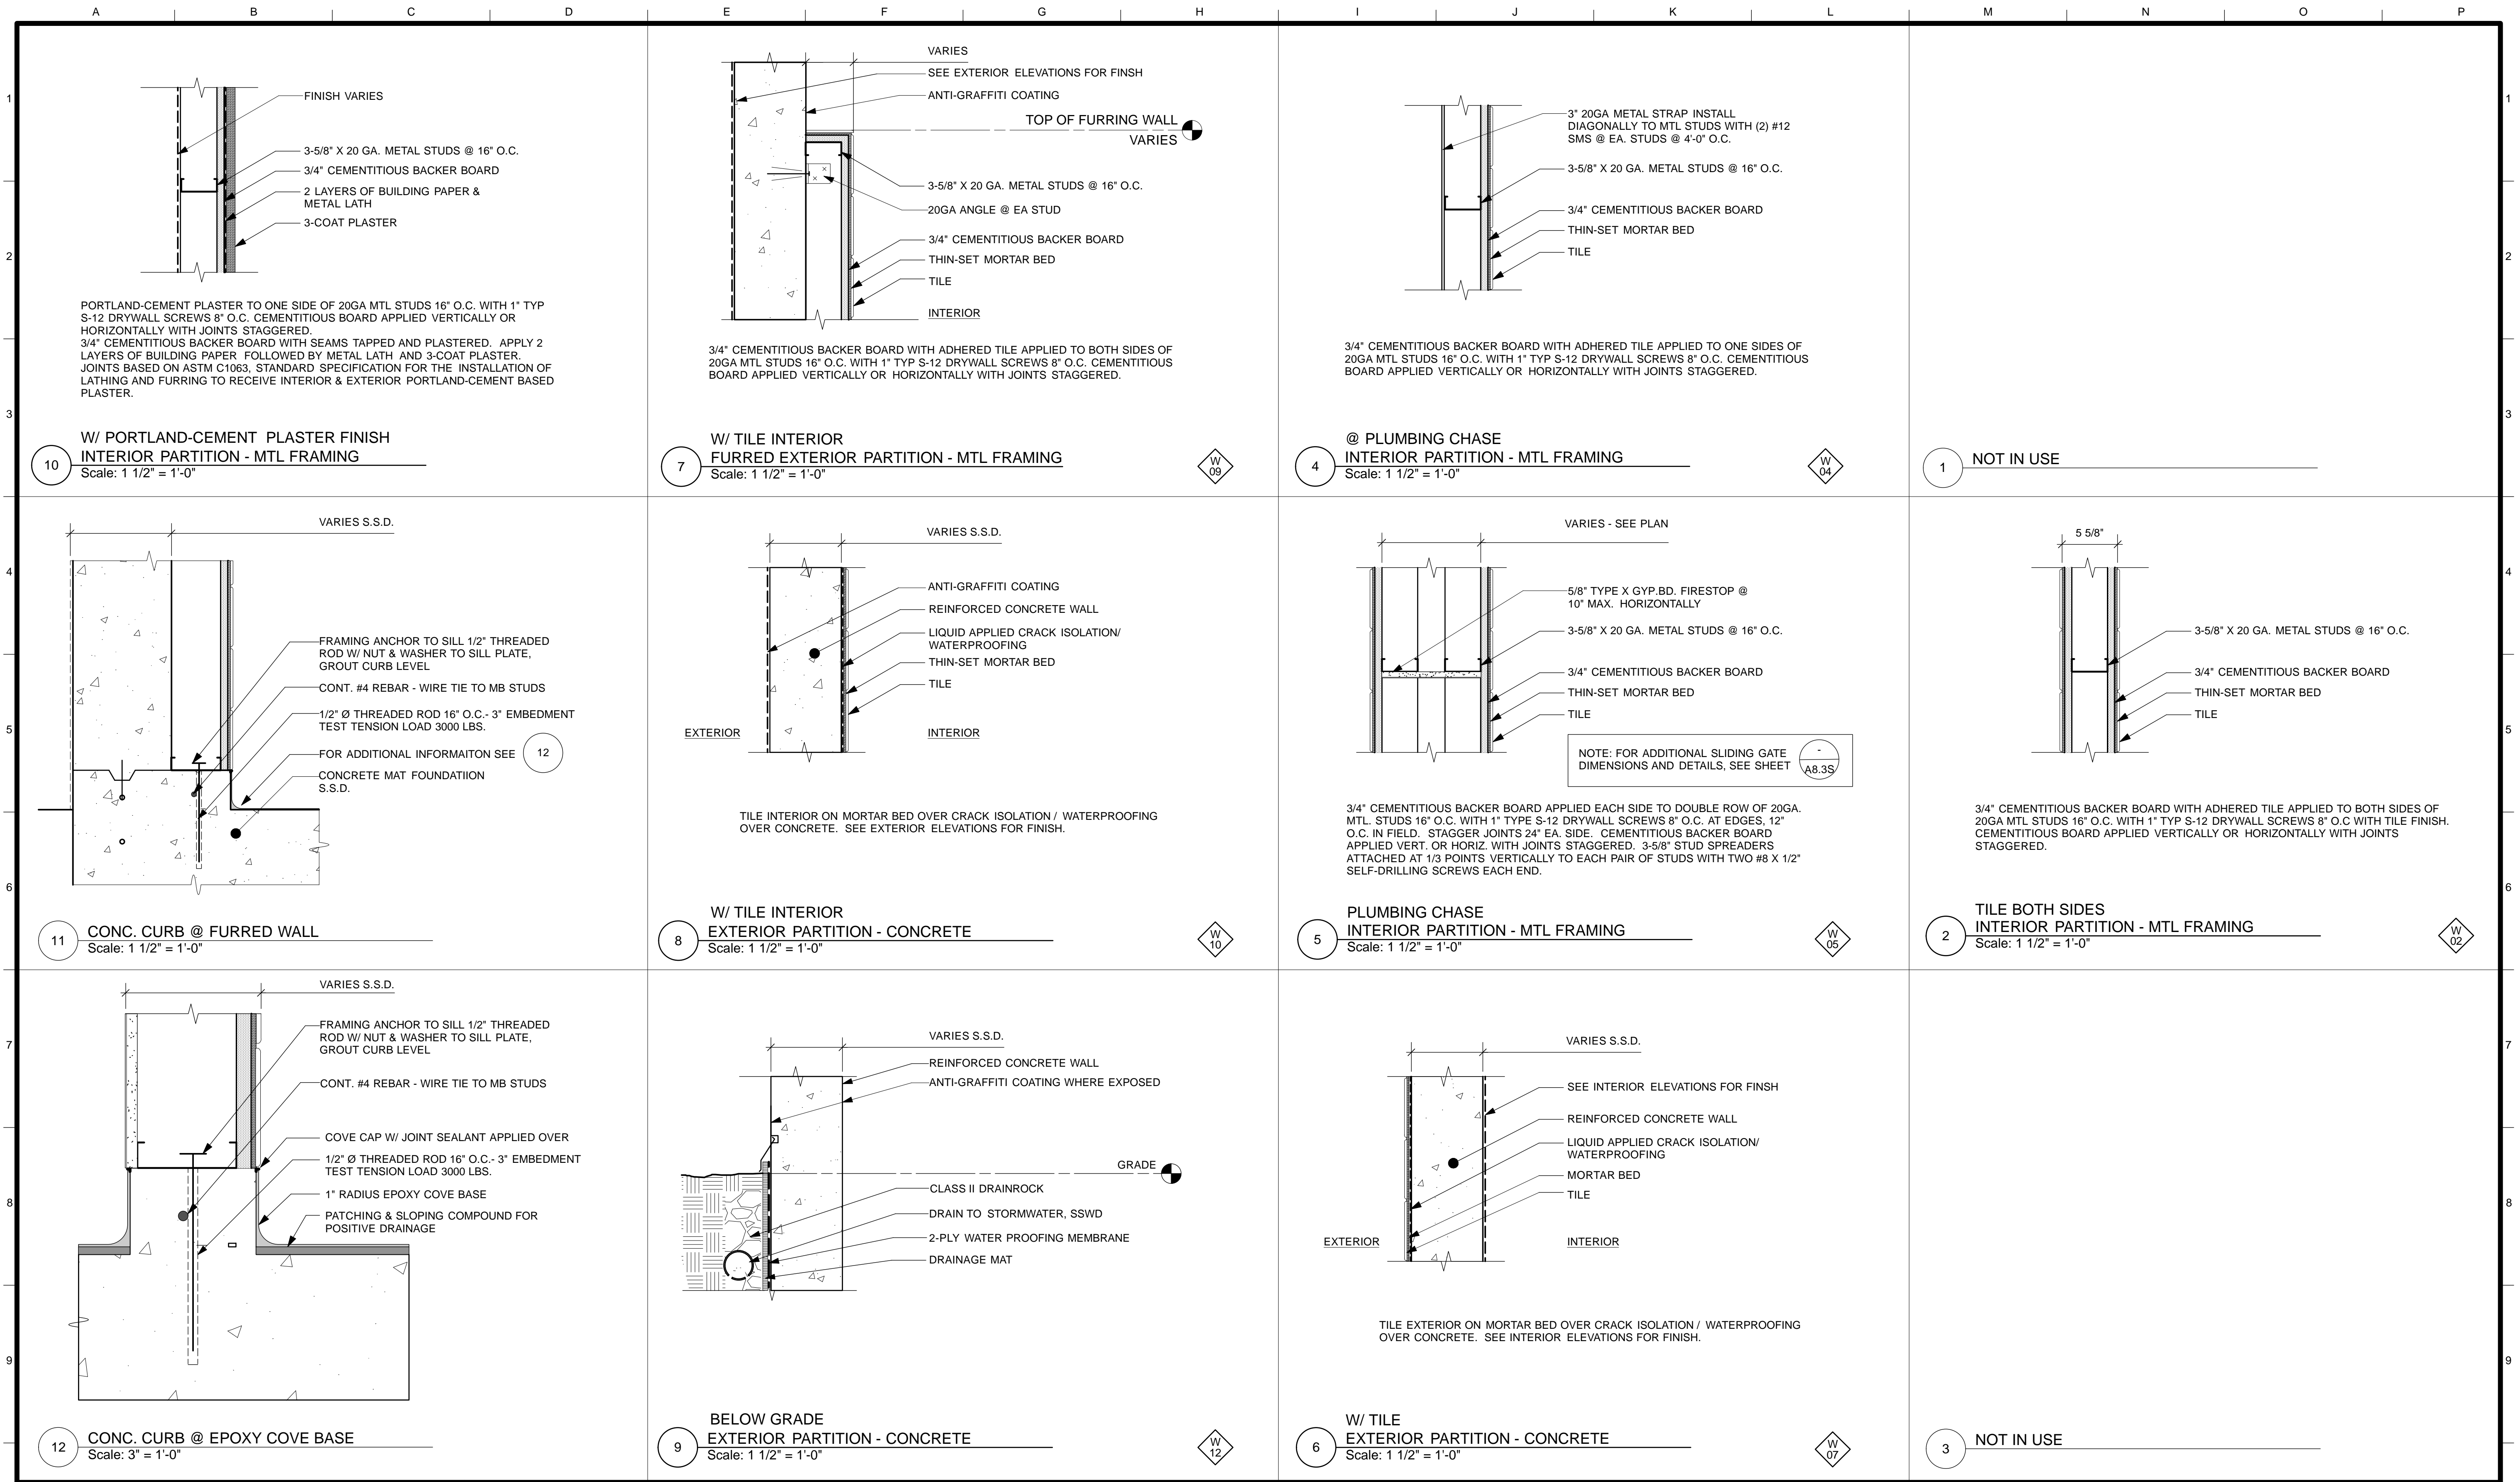 A B C D E F G H I J K L M N O P
1
2
3
4
5
6
7
8
9
FINISH VARIES
3-5/8" X 20 GA. METAL STUDS @ 16" O.C.
3/4" CEMENTITIOUS BACKER BOARD
2 LAYERS OF BUILDING PAPER &
METAL LATH
3-COAT PLASTER
PORTLAND-CEMENT PLASTER TO ONE SIDE OF 20GA MTL STUDS 16" O.C. WITH 1" TYP
S-12 DRYWALL SCREWS 8" O.C. CEMENTITIOUS BOARD APPLIED VERTICALLY OR
HORIZONTALLY WITH JOINTS STAGGERED.
3/4" CEMENTITIOUS BACKER BOARD WITH SEAMS TAPPED AND PLASTERED. APPLY 2
LAYERS OF BUILDING PAPER FOLLOWED BY METAL LATH AND 3-COAT PLASTER.
JOINTS BASED ON ASTM C1063, STANDARD SPECIFICATION FOR THE INSTALLATION OF
LATHING AND FURRING TO RECEIVE INTERIOR & EXTERIOR PORTLAND-CEMENT BASED
PLASTER.
W/ PORTLAND-CEMENT PLASTER FINISH
10 INTERIOR PARTITION - MTL FRAMING
Scale: 1 1/2" = 1'-0"
VARIES
SEE EXTERIOR ELEVATIONS FOR FINSH
ANTI-GRAFFITI COATING
TOP OF FURRING WALL
VARIES
3-5/8" X 20 GA. METAL STUDS @ 16" O.C.
20GA ANGLE @ EA STUD
3/4" CEMENTITIOUS BACKER BOARD
THIN-SET MORTAR BED
TILE
INTERIOR
3/4" CEMENTITIOUS BACKER BOARD WITH ADHERED TILE APPLIED TO BOTH SIDES OF
20GA MTL STUDS 16" O.C. WITH 1" TYP S-12 DRYWALL SCREWS 8" O.C. CEMENTITIOUS
BOARD APPLIED VERTICALLY OR HORIZONTALLY WITH JOINTS STAGGERED.
W/ TILE INTERIOR
7 FURRED EXTERIOR PARTITION - MTL FRAMING
Scale: 1 1/2" = 1'-0"
W
09
3" 20GA METAL STRAP INSTALL
DIAGONALLY TO MTL STUDS WITH (2) #12
SMS @ EA. STUDS @ 4'-0" O.C.
3-5/8" X 20 GA. METAL STUDS @ 16" O.C.
3/4" CEMENTITIOUS BACKER BOARD
THIN-SET MORTAR BED
TILE
3/4" CEMENTITIOUS BACKER BOARD WITH ADHERED TILE APPLIED TO ONE SIDES OF
20GA MTL STUDS 16" O.C. WITH 1" TYP S-12 DRYWALL SCREWS 8" O.C. CEMENTITIOUS
BOARD APPLIED VERTICALLY OR HORIZONTALLY WITH JOINTS STAGGERED.
@ PLUMBING CHASE
4 INTERIOR PARTITION - MTL FRAMING
Scale: 1 1/2" = 1'-0"
W
04
1 NOT IN USE
VARIES S.S.D.
FRAMING ANCHOR TO SILL 1/2" THREADED
ROD W/ NUT & WASHER TO SILL PLATE,
GROUT CURB LEVEL
CONT. #4 REBAR - WIRE TIE TO MB STUDS
1/2" Ø THREADED ROD 16" O.C.- 3" EMBEDMENT
TEST TENSION LOAD 3000 LBS.
FOR ADDITIONAL INFORMAITON SEE 12
CONCRETE MAT FOUNDATIION
S.S.D.
11 CONC. CURB @ FURRED WALL
Scale: 1 1/2" = 1'-0"
VARIES S.S.D.
ANTI-GRAFFITI COATING
REINFORCED CONCRETE WALL
LIQUID APPLIED CRACK ISOLATION/
WATERPROOFING
THIN-SET MORTAR BED
TILE
EXTERIOR INTERIOR
TILE INTERIOR ON MORTAR BED OVER CRACK ISOLATION / WATERPROOFING
OVER CONCRETE. SEE EXTERIOR ELEVATIONS FOR FINISH.
W/ TILE INTERIOR
8 EXTERIOR PARTITION - CONCRETE
Scale: 1 1/2" = 1'-0"
W
10
VARIES - SEE PLAN
5/8" TYPE X GYP.BD. FIRESTOP @
10" MAX. HORIZONTALLY
3-5/8" X 20 GA. METAL STUDS @ 16" O.C.
3/4" CEMENTITIOUS BACKER BOARD
THIN-SET MORTAR BED
TILE
NOTE: FOR ADDITIONAL SLIDING GATE
DIMENSIONS AND DETAILS, SEE SHEET
-
A8.3S
3/4" CEMENTITIOUS BACKER BOARD APPLIED EACH SIDE TO DOUBLE ROW OF 20GA.
MTL. STUDS 16" O.C. WITH 1" TYPE S-12 DRYWALL SCREWS 8" O.C. AT EDGES, 12"
O.C. IN FIELD. STAGGER JOINTS 24" EA. SIDE. CEMENTITIOUS BACKER BOARD
APPLIED VERT. OR HORIZ. WITH JOINTS STAGGERED. 3-5/8" STUD SPREADERS
ATTACHED AT 1/3 POINTS VERTICALLY TO EACH PAIR OF STUDS WITH TWO #8 X 1/2"
SELF-DRILLING SCREWS EACH END.
PLUMBING CHASE
5 INTERIOR PARTITION - MTL FRAMING
Scale: 1 1/2" = 1'-0"
W
05
5 5/8"
3-5/8" X 20 GA. METAL STUDS @ 16" O.C.
3/4" CEMENTITIOUS BACKER BOARD
THIN-SET MORTAR BED
TILE
3/4" CEMENTITIOUS BACKER BOARD WITH ADHERED TILE APPLIED TO BOTH SIDES OF
20GA MTL STUDS 16" O.C. WITH 1" TYP S-12 DRYWALL SCREWS 8" O.C WITH TILE FINISH.
CEMENTITIOUS BOARD APPLIED VERTICALLY OR HORIZONTALLY WITH JOINTS
STAGGERED.
TILE BOTH SIDES
2 INTERIOR PARTITION - MTL FRAMING
Scale: 1 1/2" = 1'-0"
W
02
VARIES S.S.D.
FRAMING ANCHOR TO SILL 1/2" THREADED
ROD W/ NUT & WASHER TO SILL PLATE,
GROUT CURB LEVEL
CONT. #4 REBAR - WIRE TIE TO MB STUDS
COVE CAP W/ JOINT SEALANT APPLIED OVER
1/2" Ø THREADED ROD 16" O.C.- 3" EMBEDMENT
TEST TENSION LOAD 3000 LBS.
1" RADIUS EPOXY COVE BASE
PATCHING & SLOPING COMPOUND FOR
POSITIVE DRAINAGE
12 CONC. CURB @ EPOXY COVE BASE
Scale: 3" = 1'-0"
VARIES S.S.D.
REINFORCED CONCRETE WALL
ANTI-GRAFFITI COATING WHERE EXPOSED
GRADE
CLASS II DRAINROCK
DRAIN TO STORMWATER, SSWD
2-PLY WATER PROOFING MEMBRANE
DRAINAGE MAT
BELOW GRADE
9 EXTERIOR PARTITION - CONCRETE
Scale: 1 1/2" = 1'-0"
W
12
VARIES S.S.D.
SEE INTERIOR ELEVATIONS FOR FINSH
REINFORCED CONCRETE WALL
LIQUID APPLIED CRACK ISOLATION/
WATERPROOFING
MORTAR BED
TILE
EXTERIOR INTERIOR
TILE EXTERIOR ON MORTAR BED OVER CRACK ISOLATION / WATERPROOFING
OVER CONCRETE. SEE INTERIOR ELEVATIONS FOR FINISH.
W/ TILE
6 EXTERIOR PARTITION - CONCRETE
Scale: 1 1/2" = 1'-0"
W
07
3 NOT IN USE
1
2
3
4
5
6
7
8
9